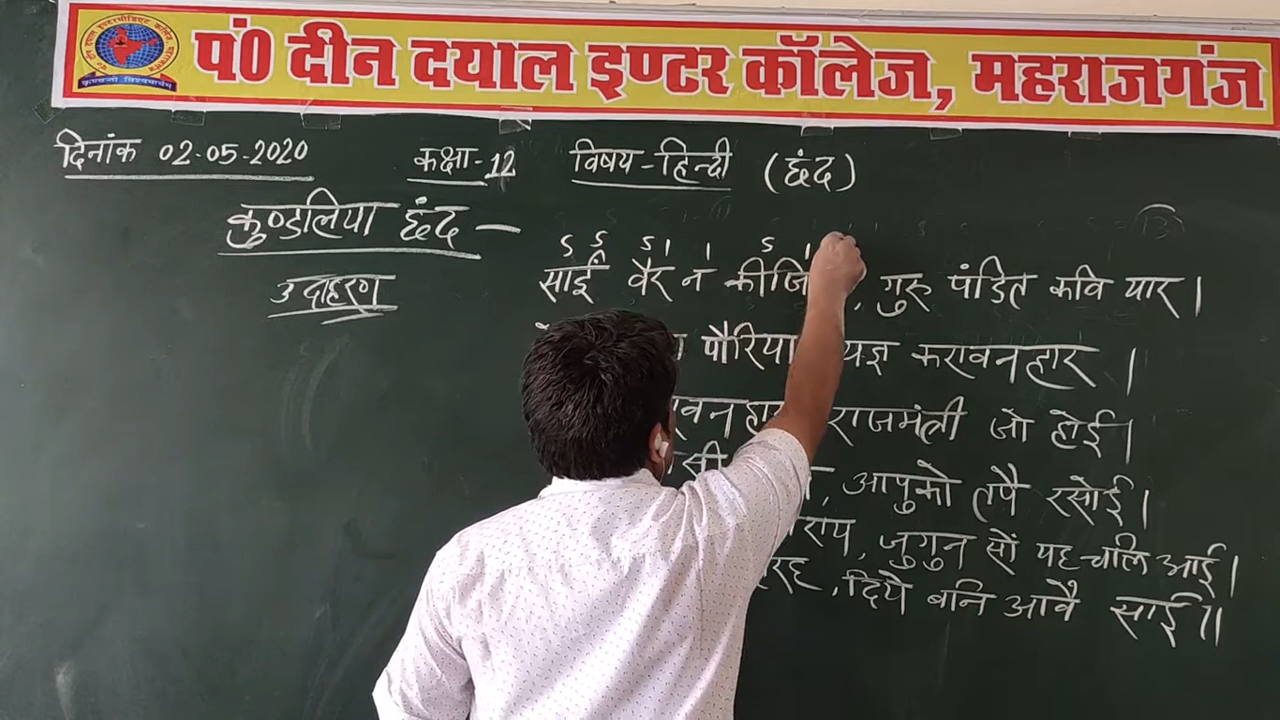 पं0 दीन दयाल इण्टर कॉलेज, महराजगंज
दिनांक 02-05-2020 कक्षा-12 विषय-हिन्दी (छंद)
कुण्डलिया छंद—
उदाहरण
S S S I I S I
साईं वैर न कीजि , गुरु पंडित कवि यार।
पौरिया यज्ञ करावनहार ।
राजमंत्री जो होई।
सी , आपुको तपै रसोई।
, जुगुन सों यह चलि आई।
, दिये बनि आवै साई।।